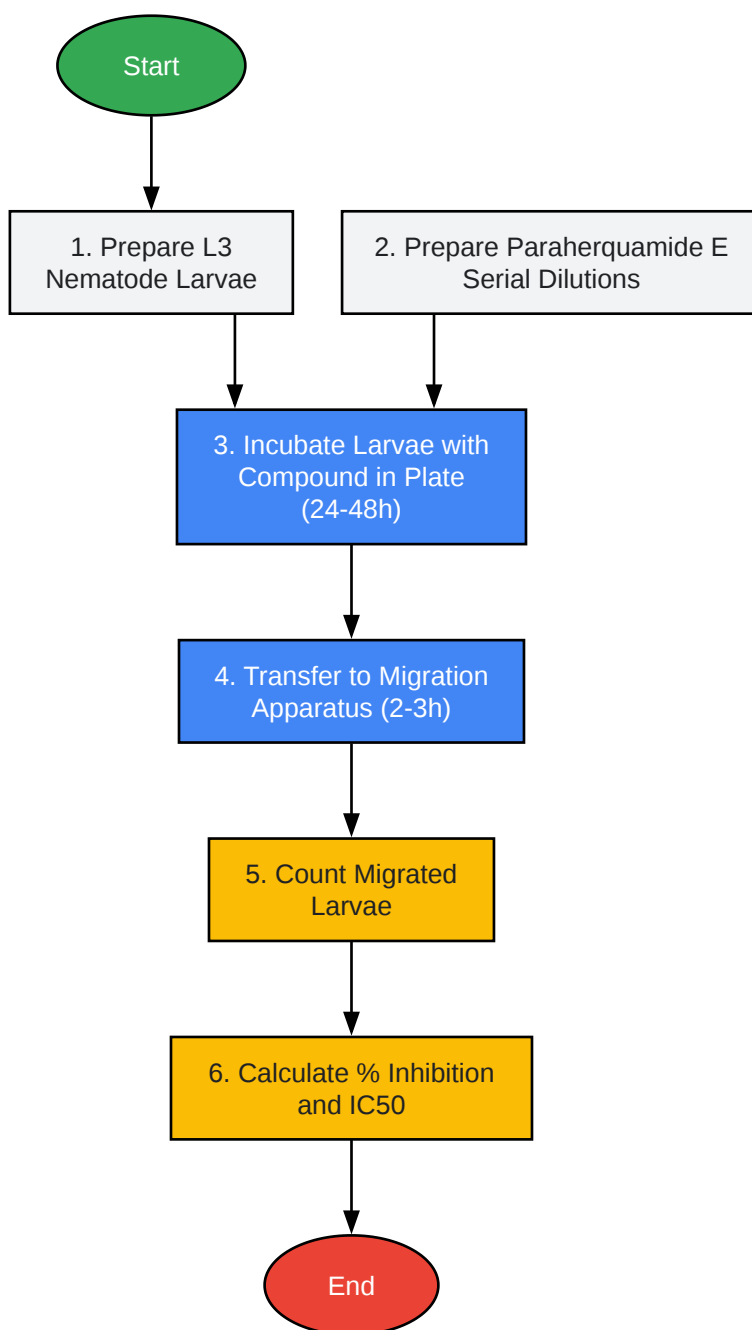 Start
1. Prepare L3
Nematode Larvae
2. Prepare Paraherquamide E
Serial Dilutions
3. Incubate Larvae with
Compound in Plate
(24-48h)
4. Transfer to Migration
Apparatus (2-3h)
5. Count Migrated
Larvae
6. Calculate % Inhibition
and IC50
End